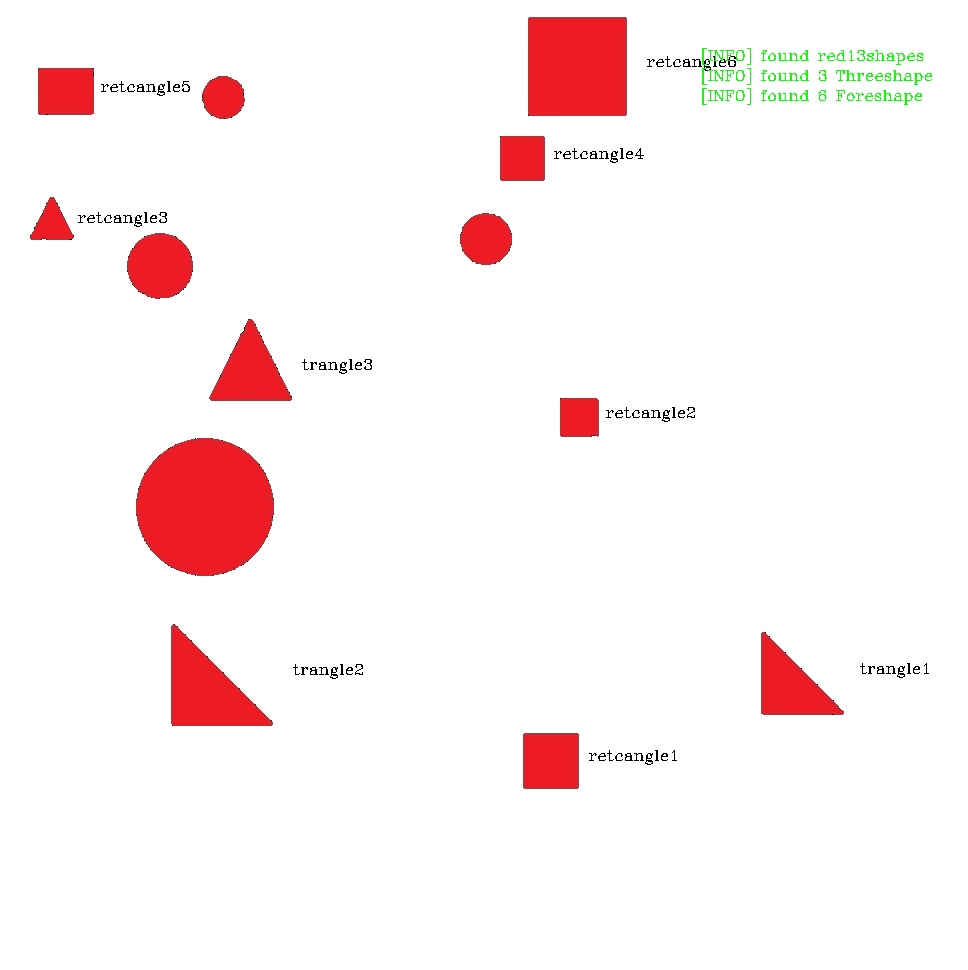 [INFO] found red13shapes
retcangle6
[INFO] found 3 Threeshape
retcangle5
[INFO] found 6 Foreshape
retcangle4
retcangle3
trangle3
retcangle2
trangle2
trangle1
retcangle1